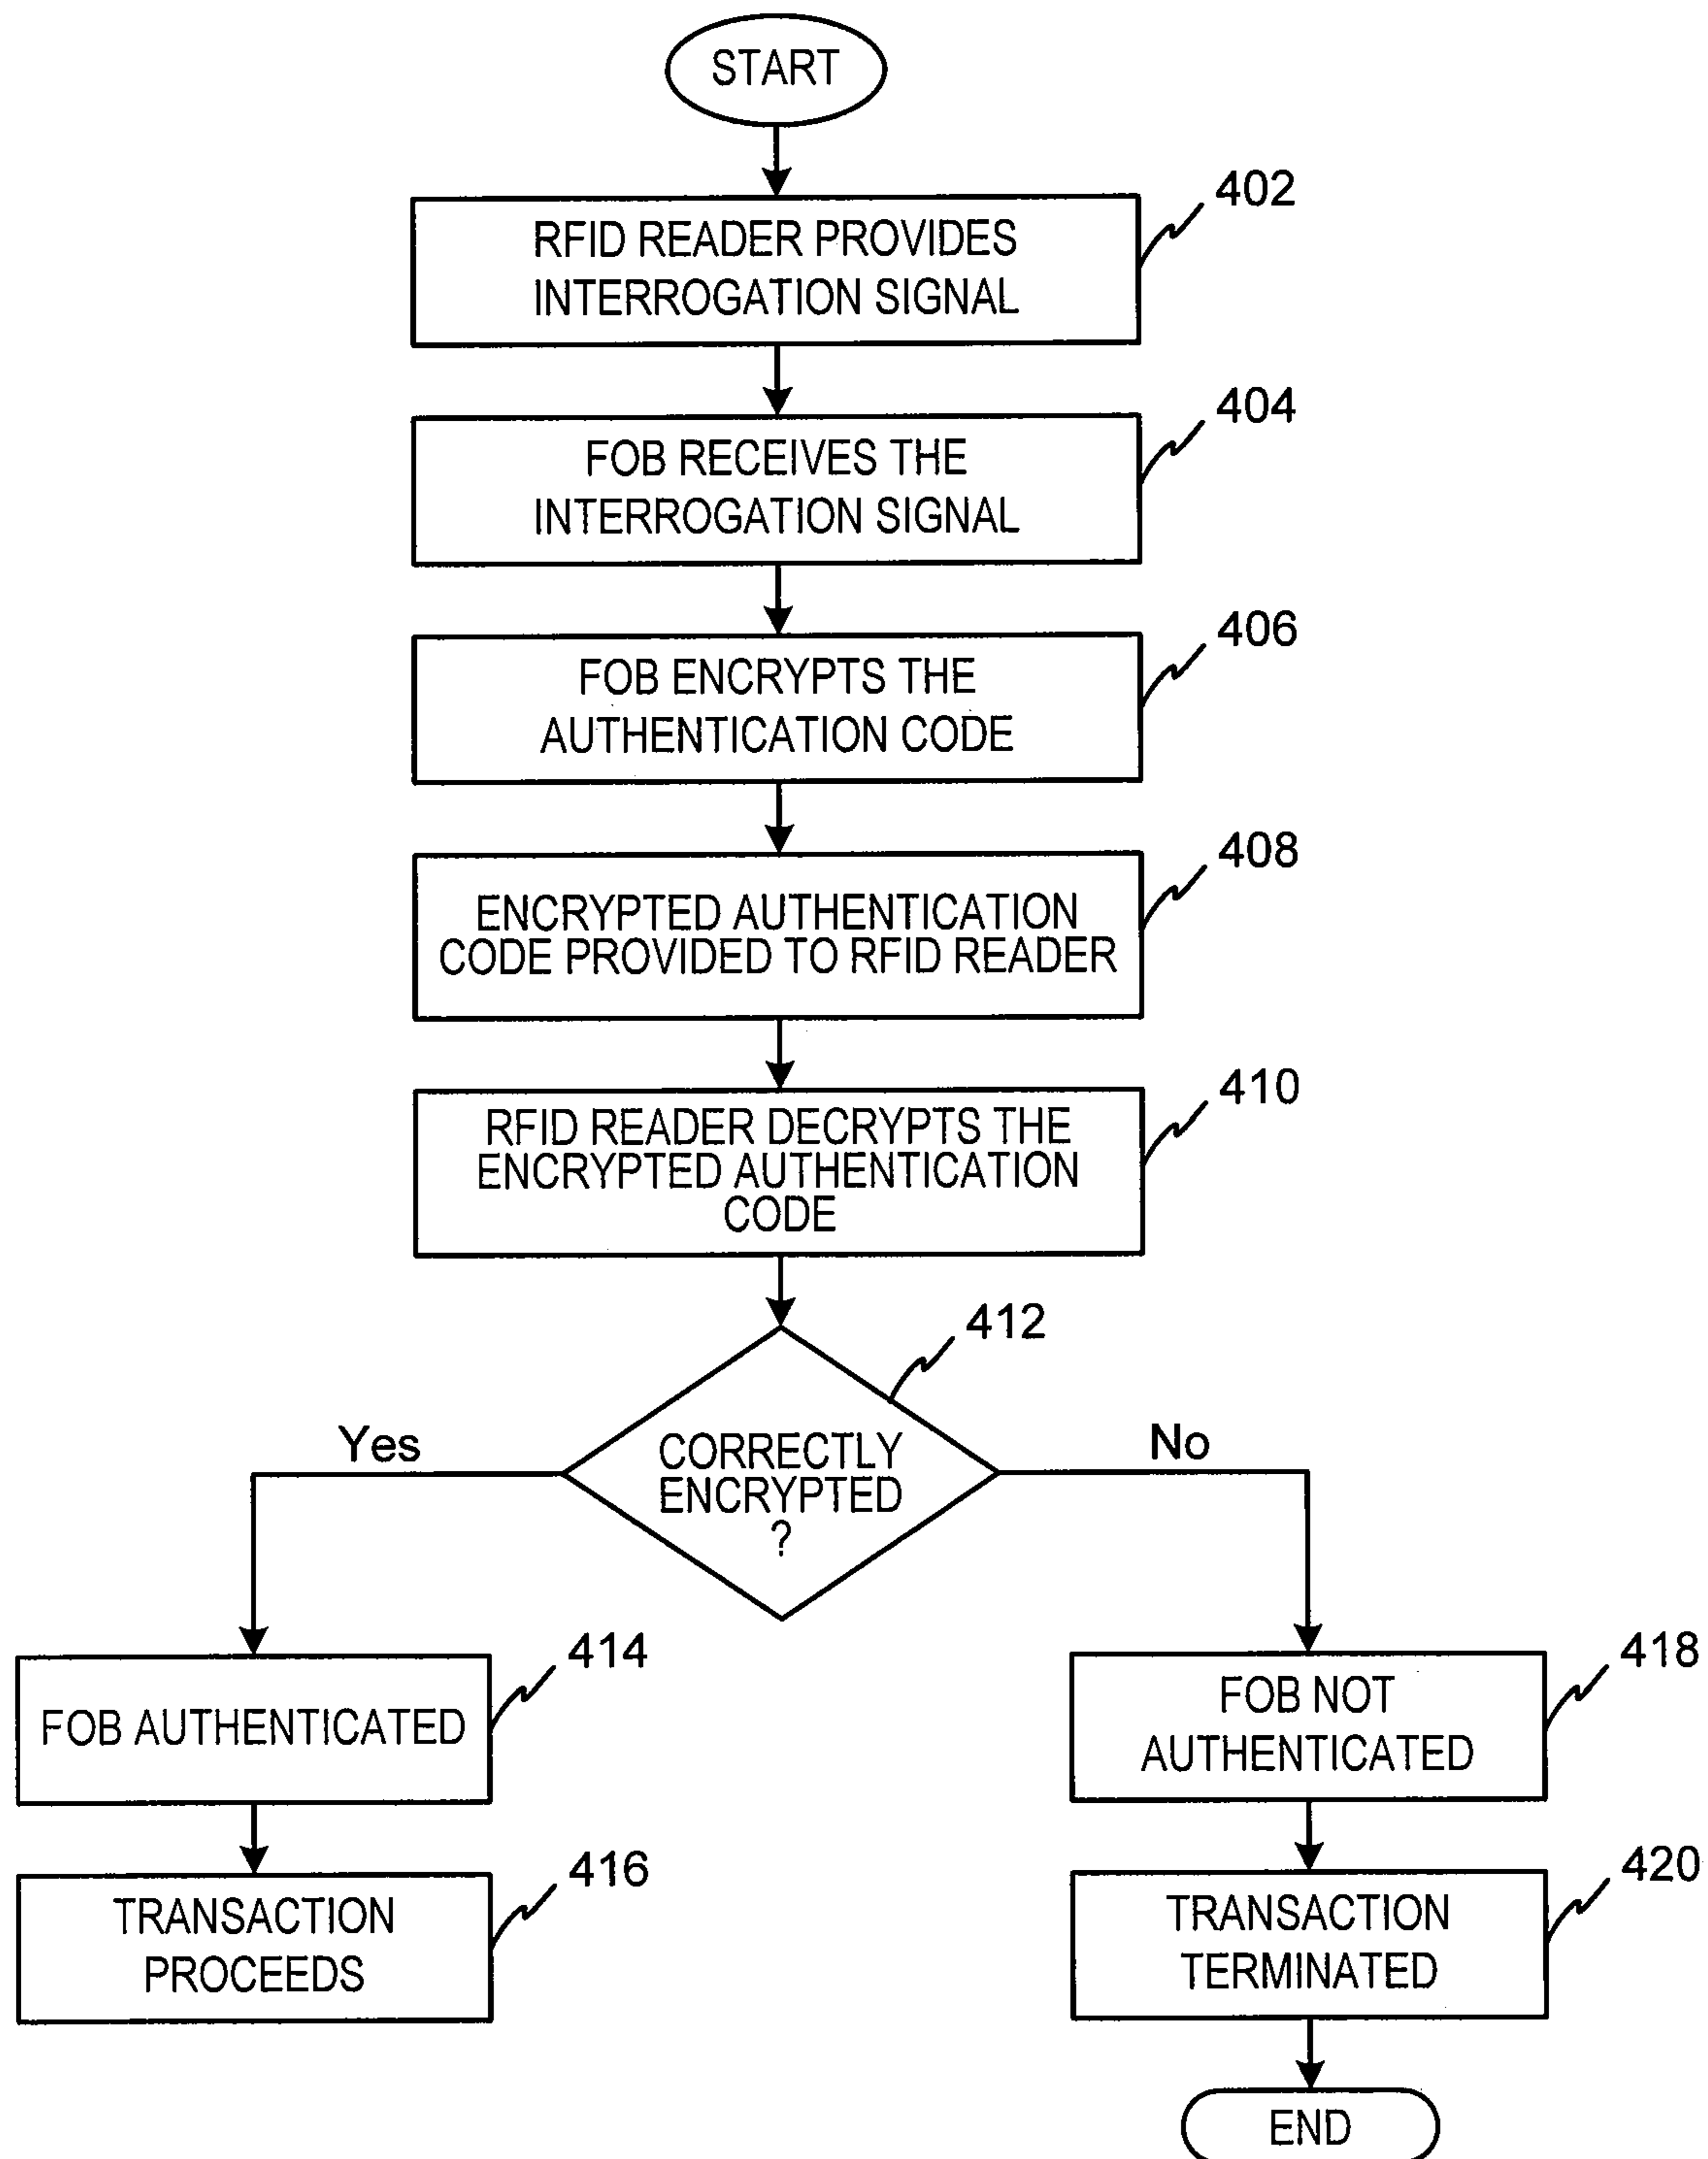 START
402
RFID READER PROVIDES
INTERROGATION SIGNAL
404
FOB RECEIVES THE
INTERROGATION SIGNAL
406
FOB ENCRYPTS THE
AUTHENTICATION CODE
408
ENCRYPTED AUTHENTICATION
CODE PROVIDED TO RFID READER
410
RFID READER DECRYPTS THE
ENCRYPTED AUTHENTICATION
CODE
412
CORRECTLY
ENCRYPTED
?
Yes
No
414
FOB AUTHENTICATED
416
TRANSACTION
PROCEEDS
418
FOB NOT
AUTHENTICATED
420
TRANSACTION
TERMINATED
END